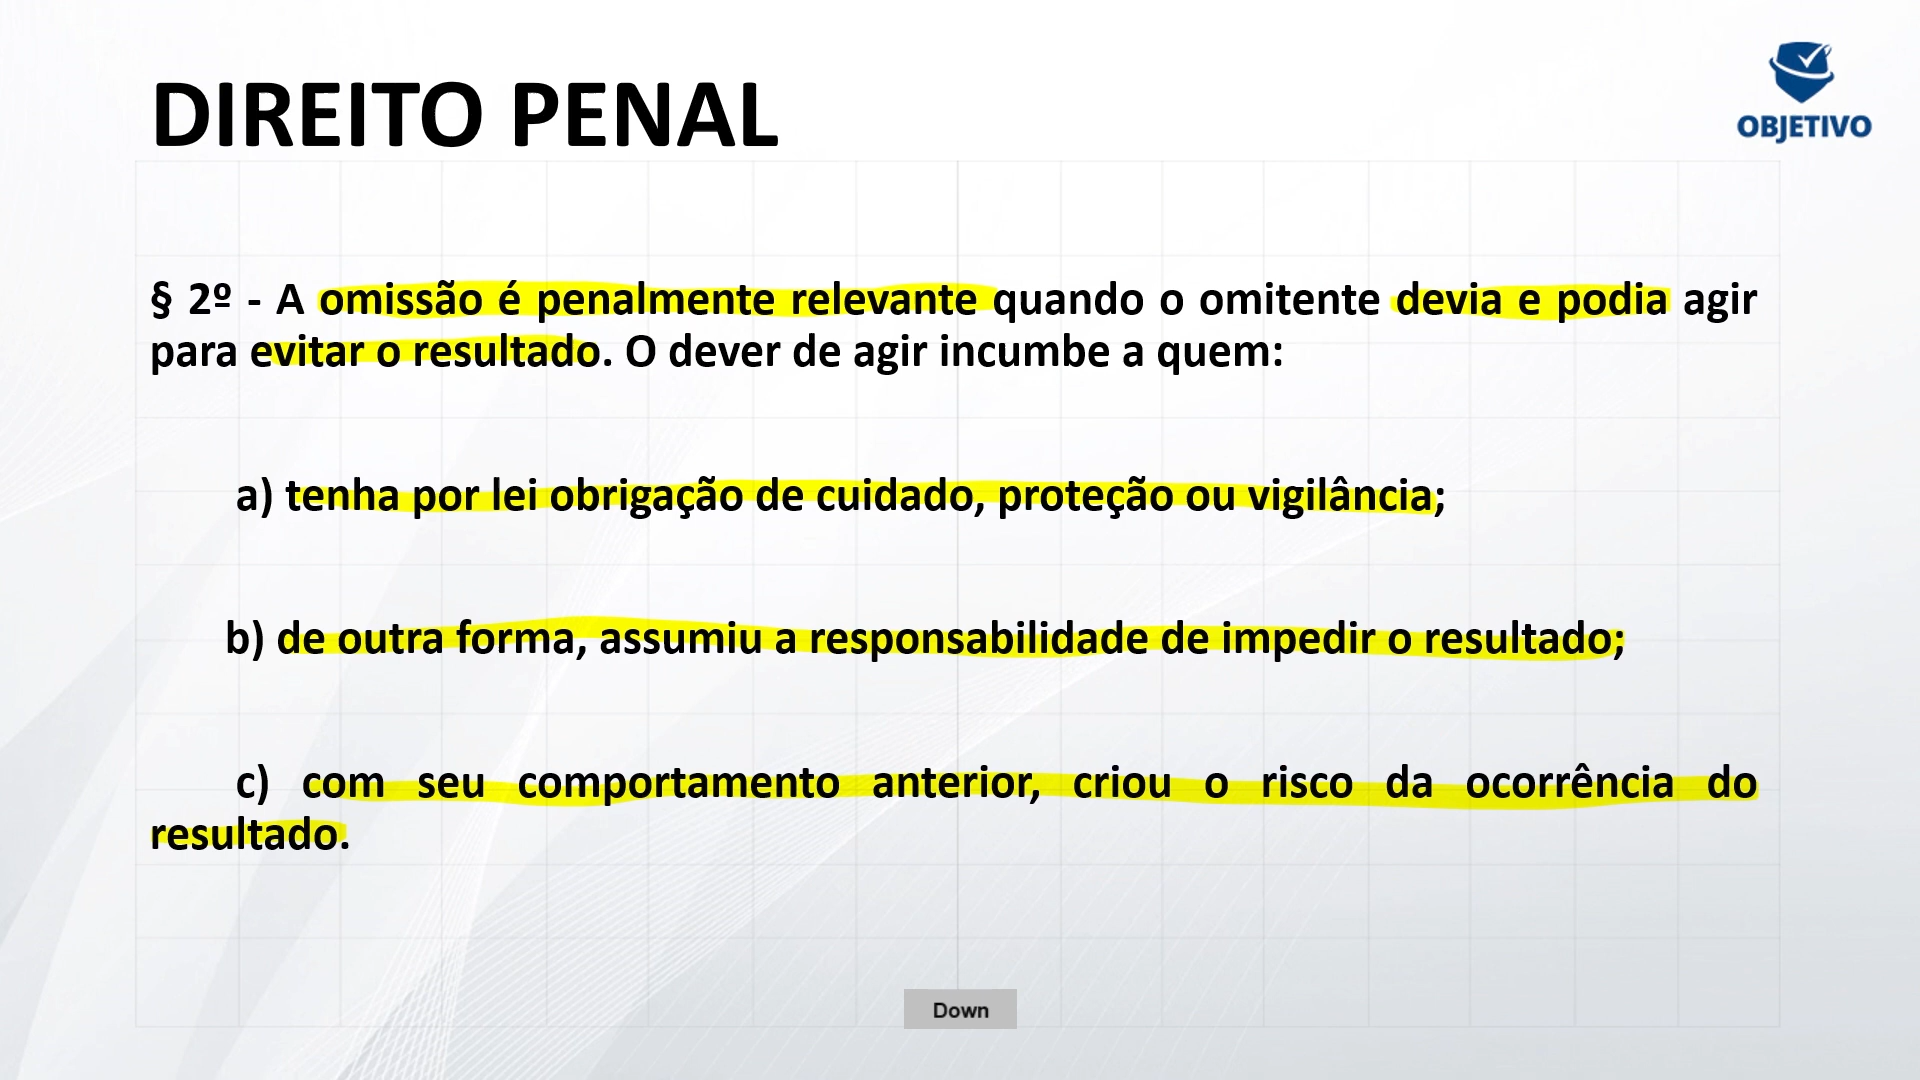 DIREITO PENAL
OBJETIVO
§ 2º - A omissão é penalmente relevante quando o omitente devia e podia agir
para evitar o resultado. O dever de agir incumbe a quem:
a) tenha por lei obrigação de cuidado, proteção ou vigilância;
b) de outra forma, assumiu a responsabilidade de impedir o resultado;
c) com seu comportamento anterior, criou o risco da ocorrência do
resultado.
Down